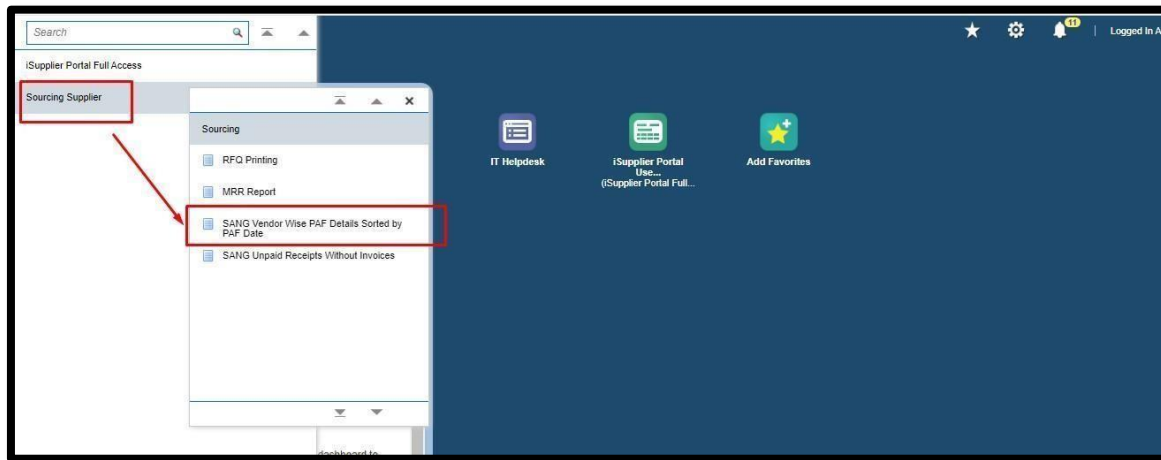 Search
11
Logged In A
iSupplier Portal Full Access
Sourcing Supplier
Sourcing
RFQ Printing
MRR Report
SANG Vendor Wise PAF Details Sorted by
PAF Date
SANG Unpaid Receipts Without Invoices
IT Helpdesk
iSupplier Portal
Use...
(iSupplier Portal Full...
Add Favorites
dashboard to